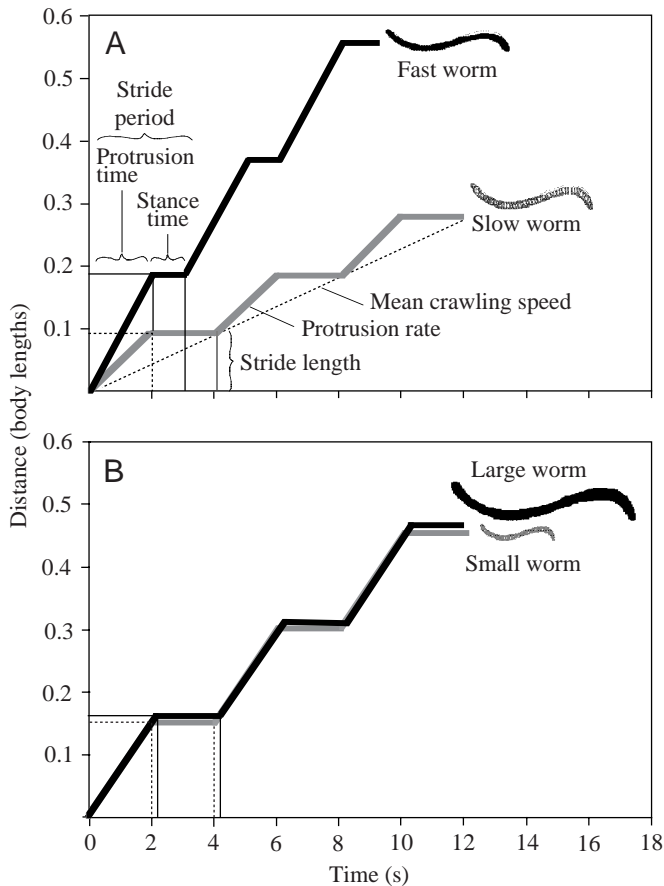 A
0.6
0.5
0.4
0.3
0.2
0.1
Fast worm
Stride
period
Protrusion
time
Stance
time
Slow worm
Mean crawling speed
Protrusion rate
Stride length
Distance (body lengths)
B
0.6
0.5
0.4
0.3
0.2
0.1
Large worm
Small worm
0 2 4 6 8 10 12 14 16 18
Time (s)